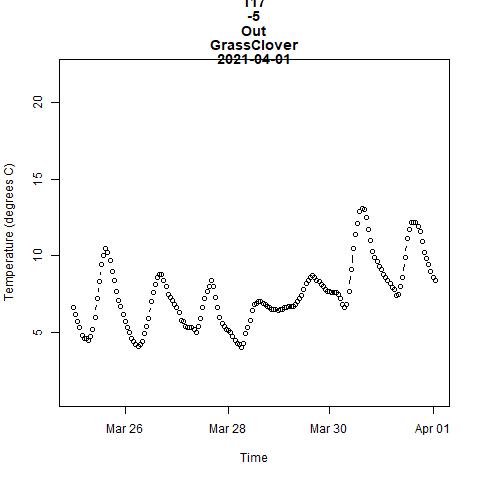 T17
-5
Out
GrassClover
2021-04-01
Temperature (degrees C)
20
15
10
5
Mar 26 Mar 28 Mar 30 Apr 01
Time